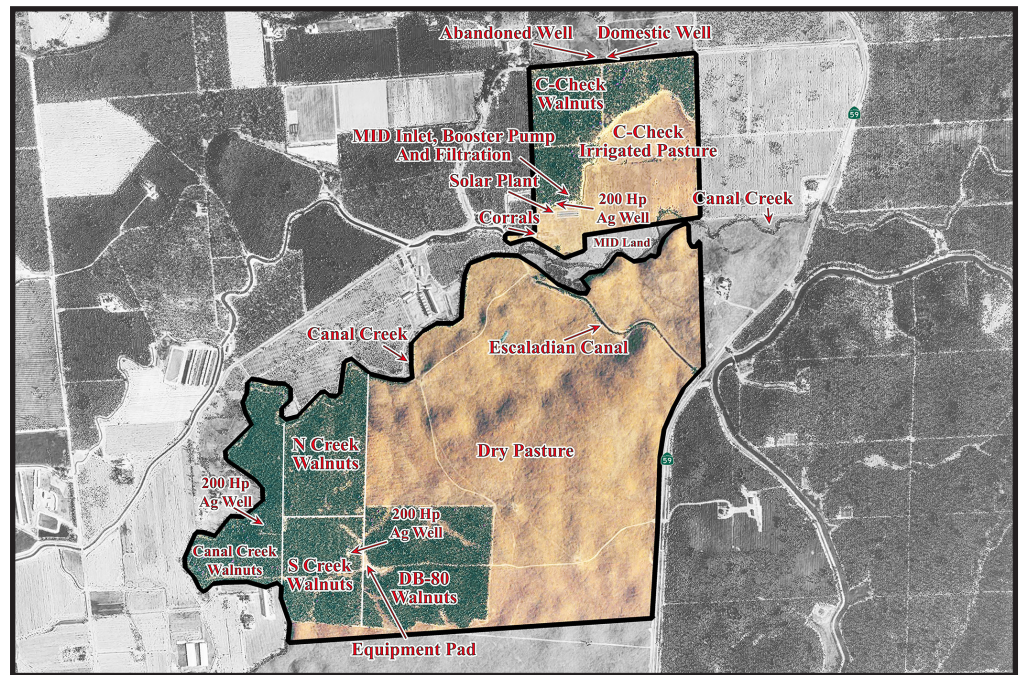 Abandoned Well
Domestic Well
59
C-Check
Walnuts
C-Check
Irrigated Pasture
MID Inlet, Booster Pump
And Filtration
Solar Plant
200 Hp
Ag Well
Canal Creek
Corrals
MID Land
Canal Creek
Escaladian Canal
N Creek
Walnuts
Dry Pasture
59
200 Hp
Ag Well
200 Hp
Ag Well
Canal Creek
Walnuts
S Creek
Walnuts
DB-80
Walnuts
Equipment Pad